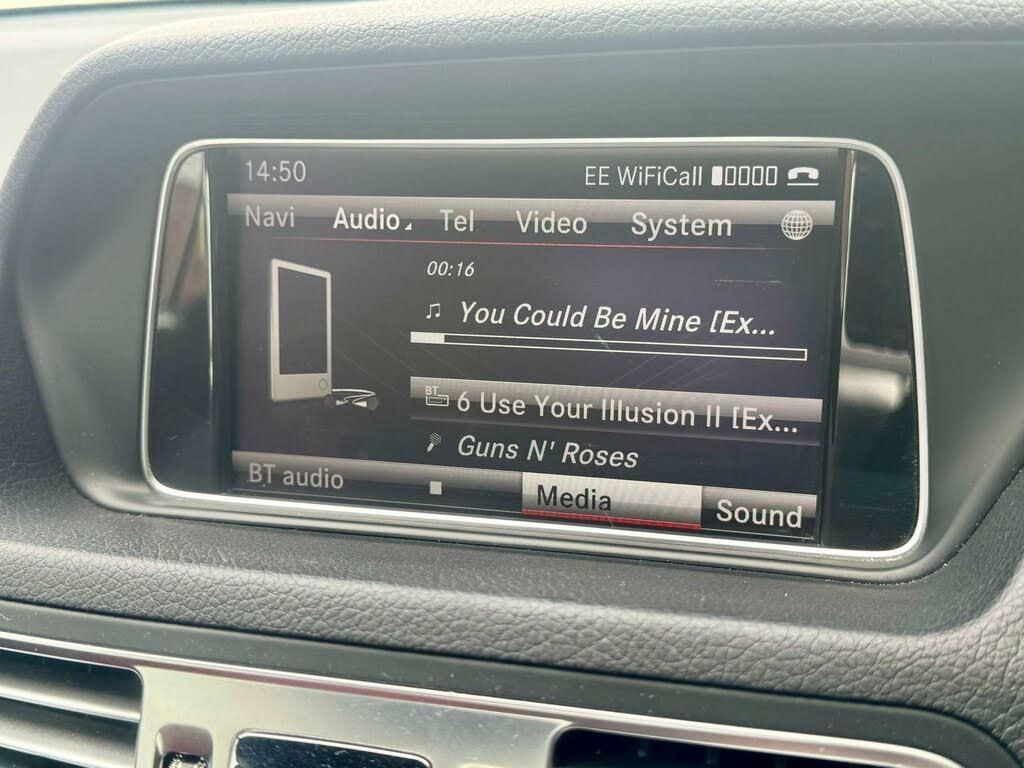 14:50 EE WiFiCall
Navi Audio Tel Video System
00:16
You Could Be Mine [Ex...
BT 6 Use Your Illusion II [Ex...
Guns N' Roses
BT audio Media Sound